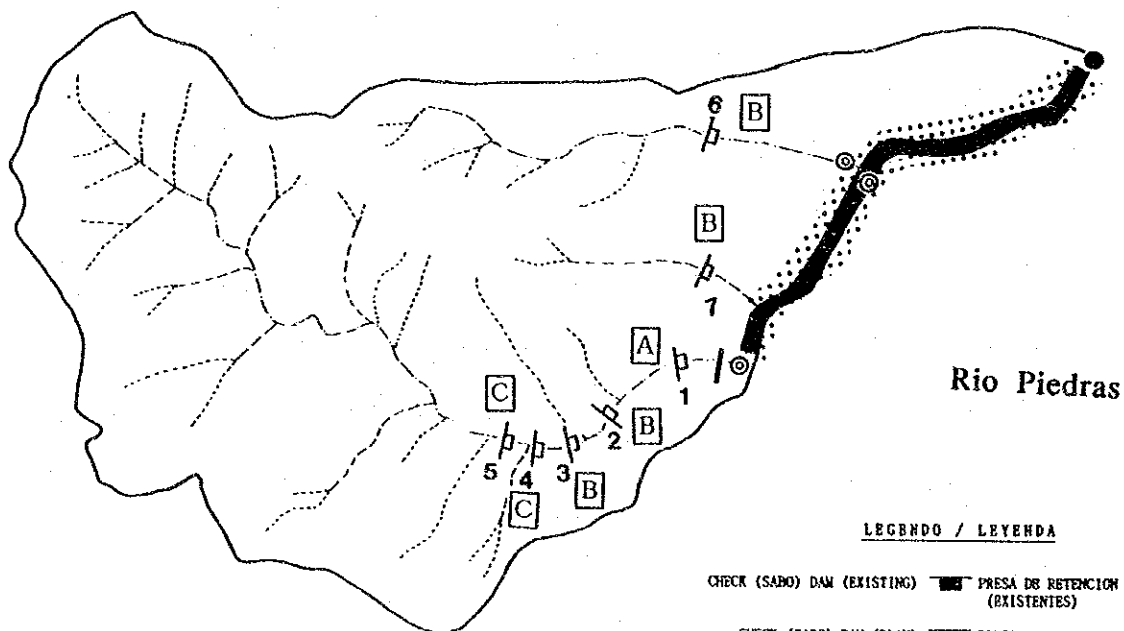 6 B
B
7
A
1
Rio Piedras
C
2 B
5 4 3
B
C
LEGENDO / LEYENDA
CHECK (SABO) DAM (EXISTING) PRESA DE RETENCION
(EXISTENTES)